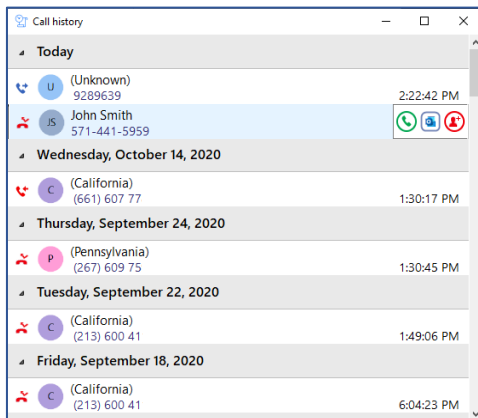 Call history
Today
U (Unknown)
9289639 2:22:42 PM
JS John Smith
571-441-5959
Wednesday, October 14, 2020
C (California)
(661) 607 77 1:30:17 PM
Thursday, September 24, 2020
P (Pennsylvania)
(267) 609 75 1:30:45 PM
Tuesday, September 22, 2020
C (California)
(213) 600 41 1:49:06 PM
Friday, September 18, 2020
C (California)
(213) 600 41 6:04:23 PM